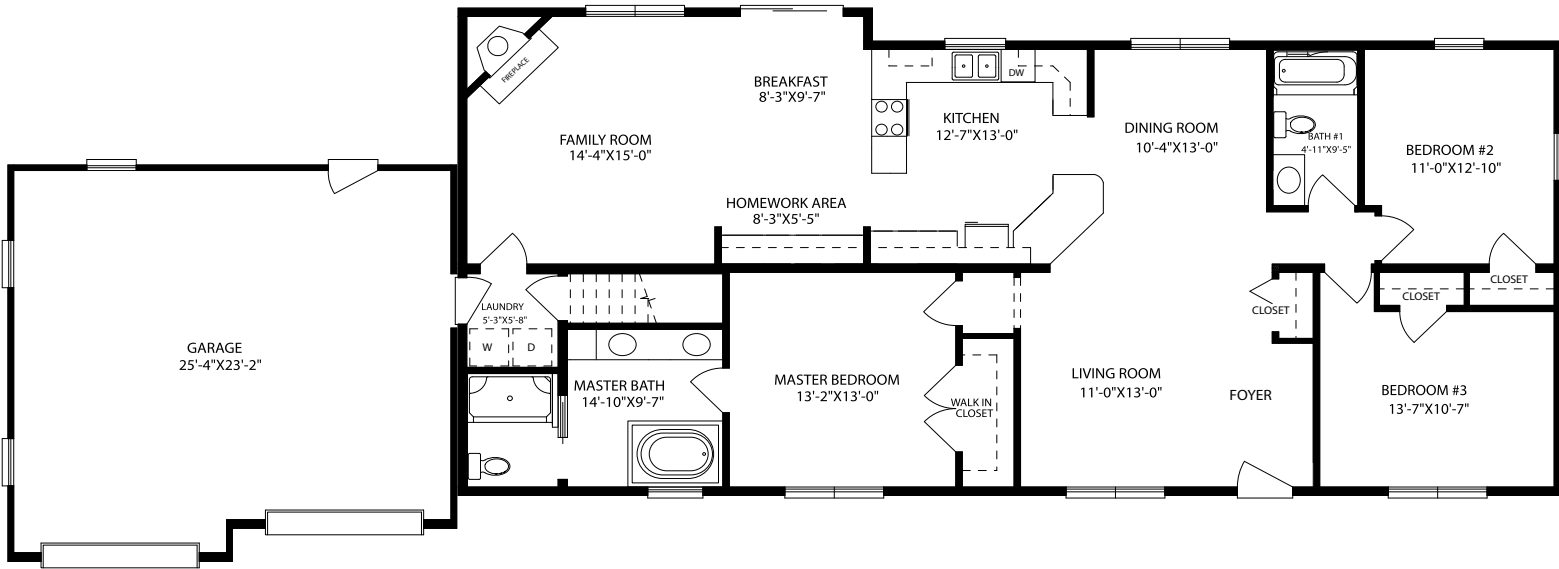 FIREPLACE
BREAKFAST
8'-3"X9'-7"
DW
KITCHEN
12'-7"X13'-0"
FAMILY ROOM
14'-4"X15'-0"
DINING ROOM
10'-4"X13'-0"
BATH #1
4'-11"X9'-5"
BEDROOM #2
11'-0"X12'-10"
HOMEWORK AREA
8'-3"X5'-5"
LAUNDRY
5'-3"X5'-8"
W
D
CLOSET
CLOSET
CLOSET
GARAGE
25'-4"X23'-2"
MASTER BATH
14'-10"X9'-7"
MASTER BEDROOM
13'-2"X13'-0"
WALK IN
CLOSET
LIVING ROOM
11'-0"X13'-0"
FOYER
BEDROOM #3
13'-7"X10'-7"